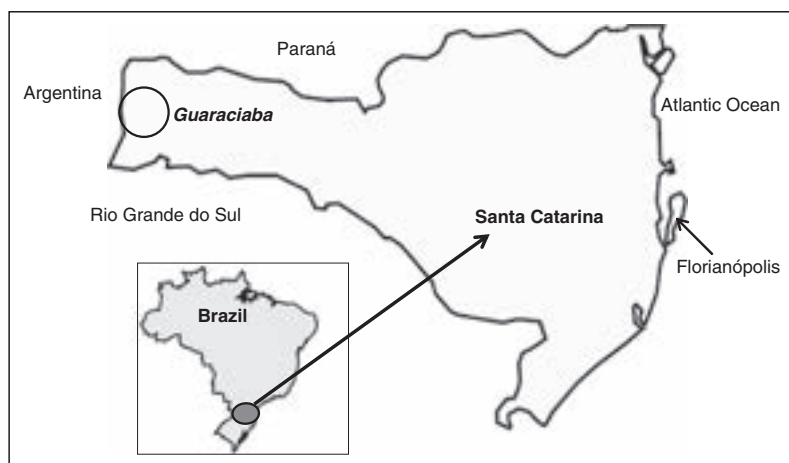 Paraná
Argentina
Guaraciaba
Atlantic Ocean
Rio Grande do Sul
Santa Catarina
Florianópolis
Brazil